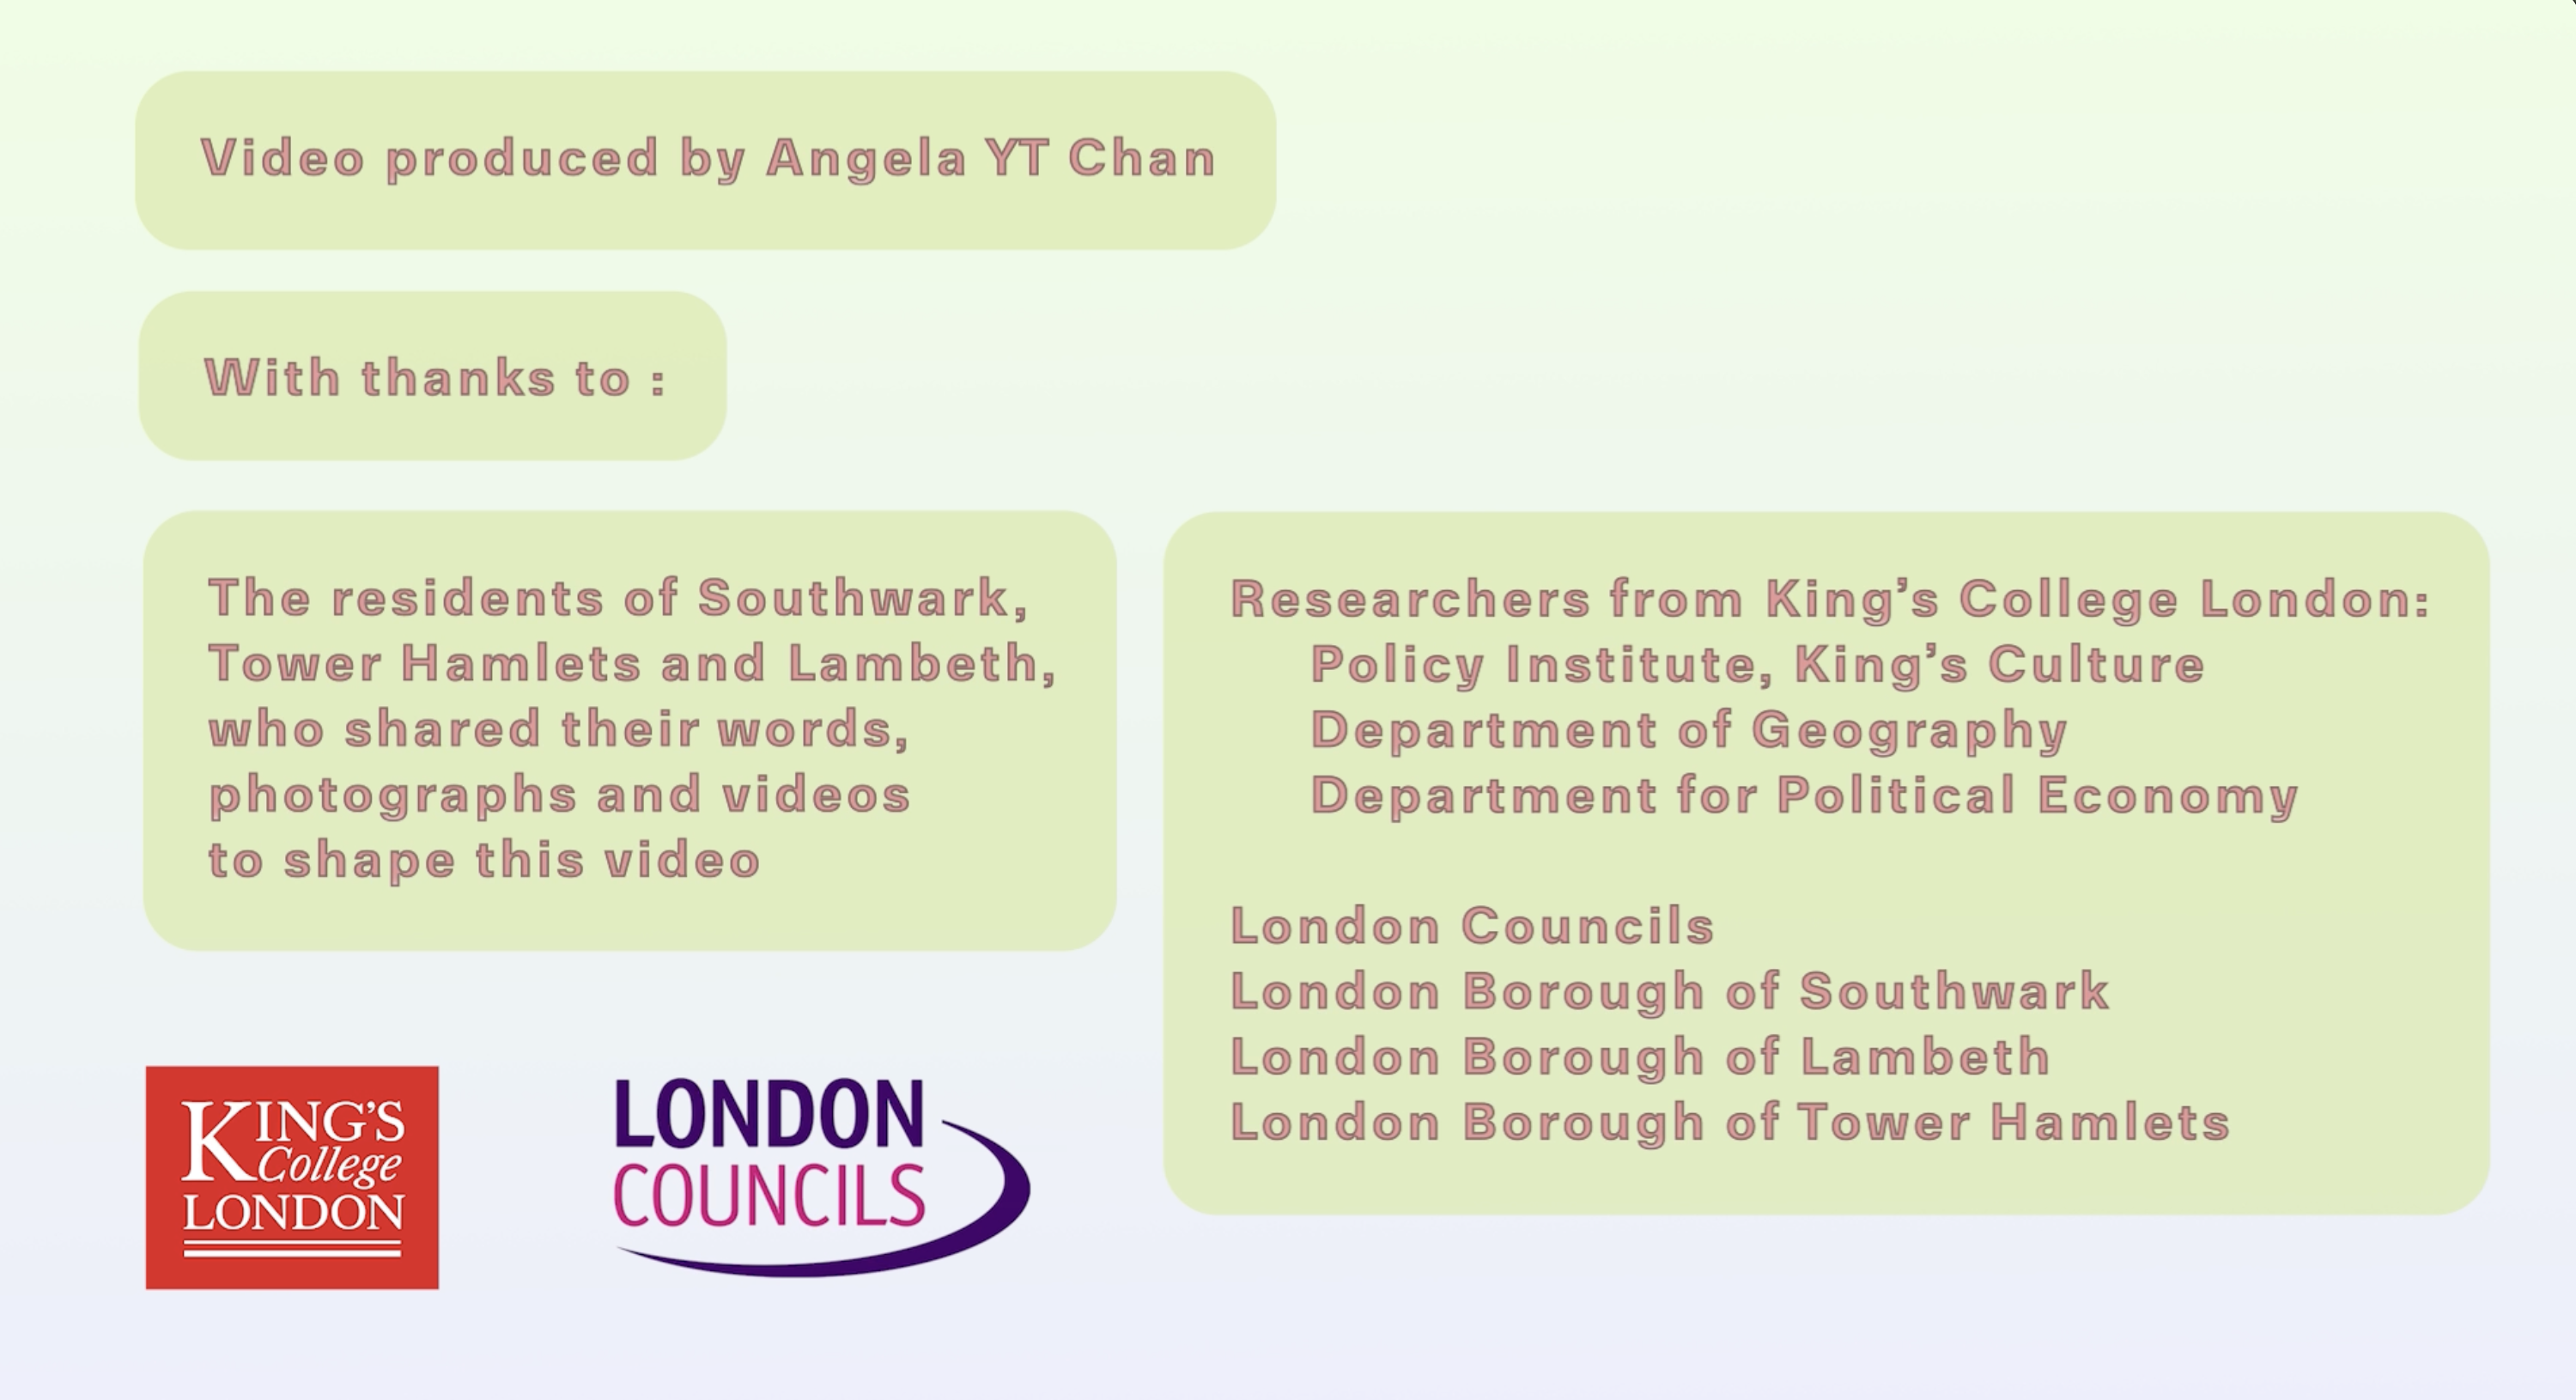 Video produced by Angela YT Chan
With thanks to :
The residents of Southwark,
Tower Hamlets and Lambeth,
who shared their words,
photographs and videos
to shape this video
Researchers from King’s College London:
Policy Institute, King’s Culture
Department of Geography
Department for Political Economy
London Councils
London Borough of Southwark
London Borough of Lambeth
London Borough of Tower Hamlets
KING’S
College
LONDON
LONDON
COUNCILS